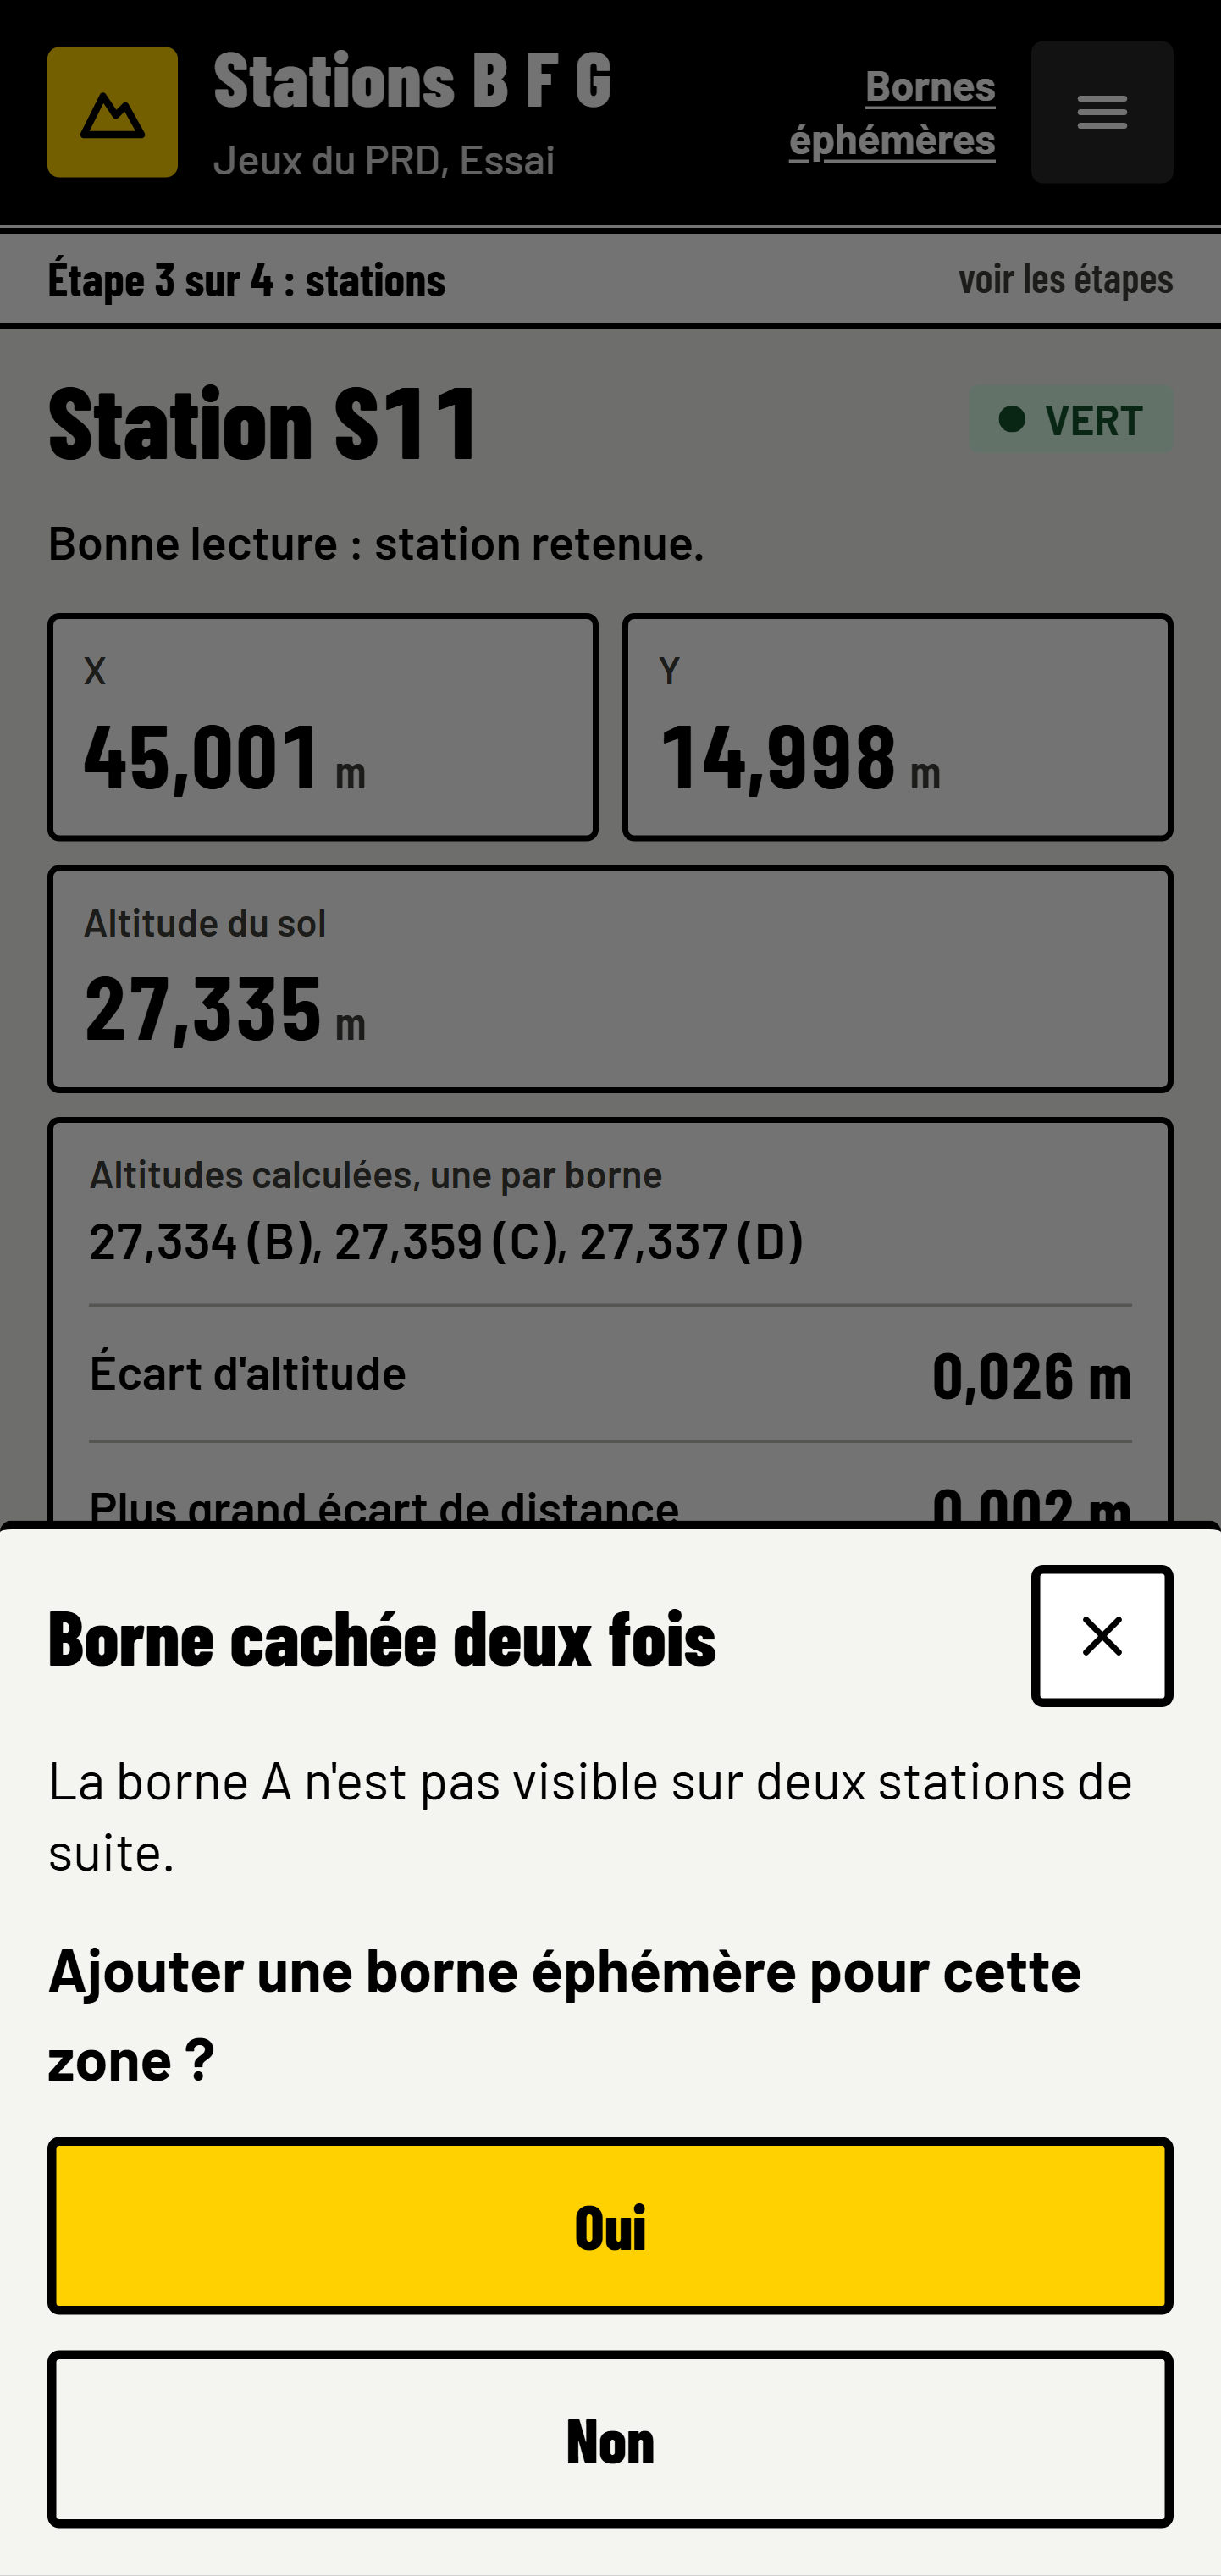 Stations B F G
Jeux du PRD, Essai
Bornes
éphémères
Étape 3 sur 4 : stations
voir les étapes
Station S11
VERT
Bonne lecture : station retenue.
X
45,001 m
Y
14,998 m
Altitude du sol
27,335 m
Altitudes calculées, une par borne
27,334 (B), 27,359 (C), 27,337 (D)
Écart d'altitude
0,026 m
Plus grand écart de distance
0,002 m
Borne cachée deux fois
La borne A n'est pas visible sur deux stations de
suite.
Ajouter une borne éphémère pour cette
zone ?
Oui
Non